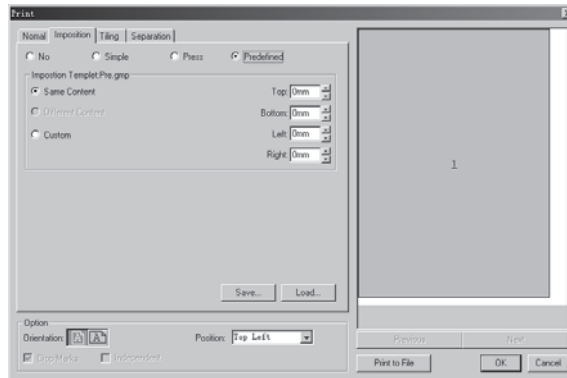 Print
Nomal Imposition Tiling Separation
No Simple Press Predefined
Impostion Templet:Pre.gmp
Same Content Top: 0mm
Different Content Bottom: 0mm
Custom Left: 0mm
Right: 0mm
1
Save... Load...
Option
Orientation: Position: Top Left
Crop Marks Independent
Previous Next
Print to File OK Cancel